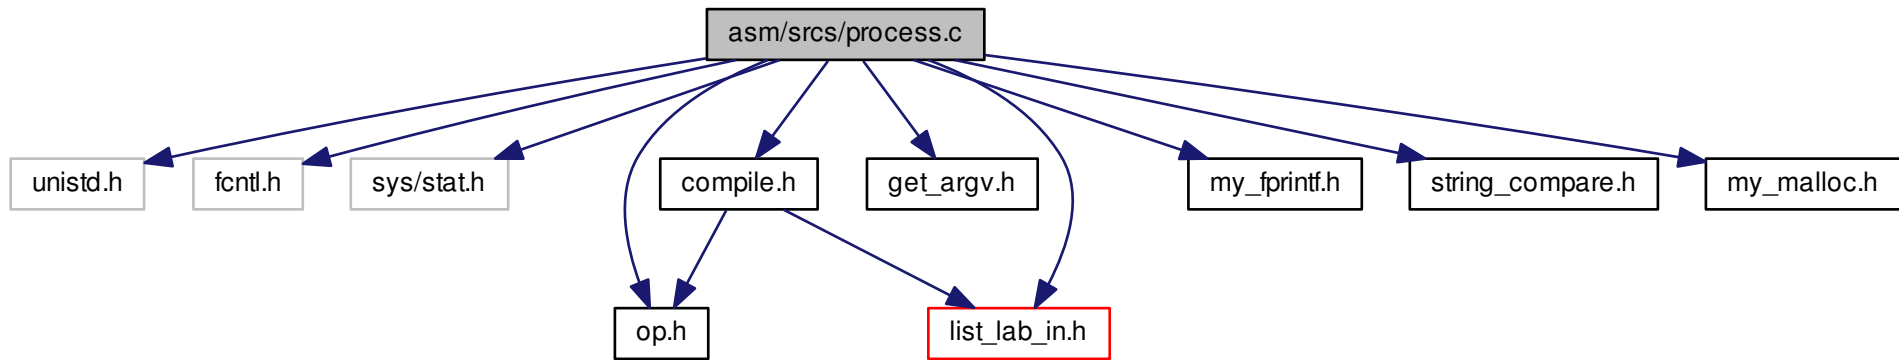 asm/srcs/process.c
unistd.h
fcntl.h
sys/stat.h
compile.h
get_argv.h
my_fprintf.h
string_compare.h
my_malloc.h
op.h
list_lab_in.h